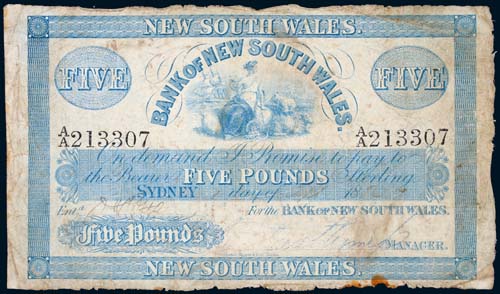 NEW SOUTH WALES.
BANK OF NEW SOUTH WALES.
FIVE FIVE
A/A 213307 A/A 213307
On demand I Promise to pay to
the Bearer FIVE POUNDS Sterling
SYDNEY day of 18
Entd. For the BANK OF NEW SOUTH WALES.
Five Pounds
MANAGER.
NEW SOUTH WALES.